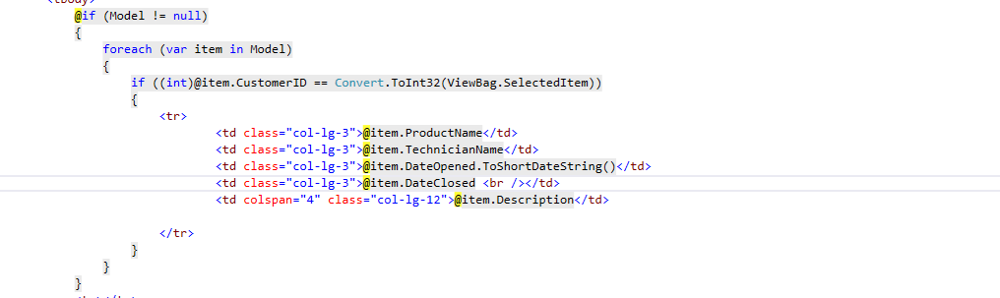 @if (Model != null)
{
foreach (var item in Model)
{
if ((int)@item.CustomerID == Convert.ToInt32(ViewBag.SelectedItem))
{
<tr>
<td class="col-lg-3">@item.ProductName</td>
<td class="col-lg-3">@item.TechnicianName</td>
<td class="col-lg-3">@item.DateOpened.ToShortDateString()</td>
<td class="col-lg-3">@item.DateClosed <br /></td>
<td colspan="4" class="col-lg-12">@item.Description</td>
</tr>
}
}
}